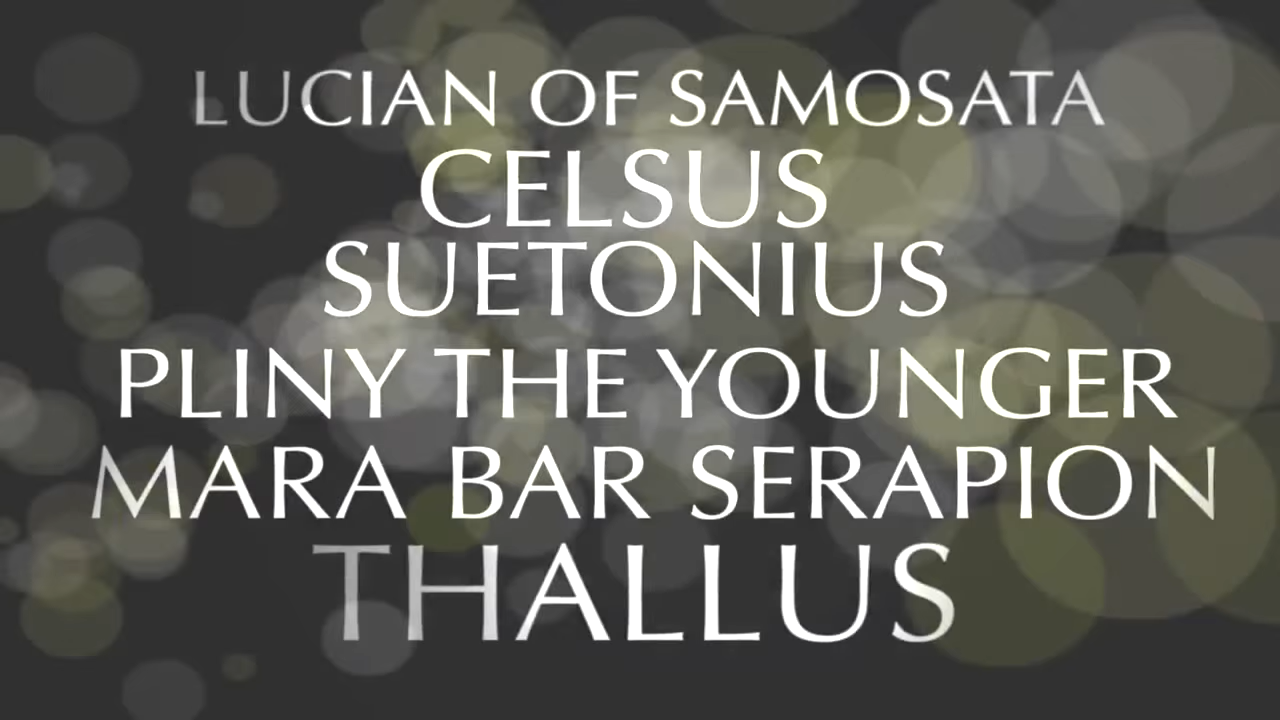 LUCIAN OF SAMOSATA
CELSUS
SUETONIUS
PLINY THE YOUNGER
MARA BAR SERAPION
THALLUS